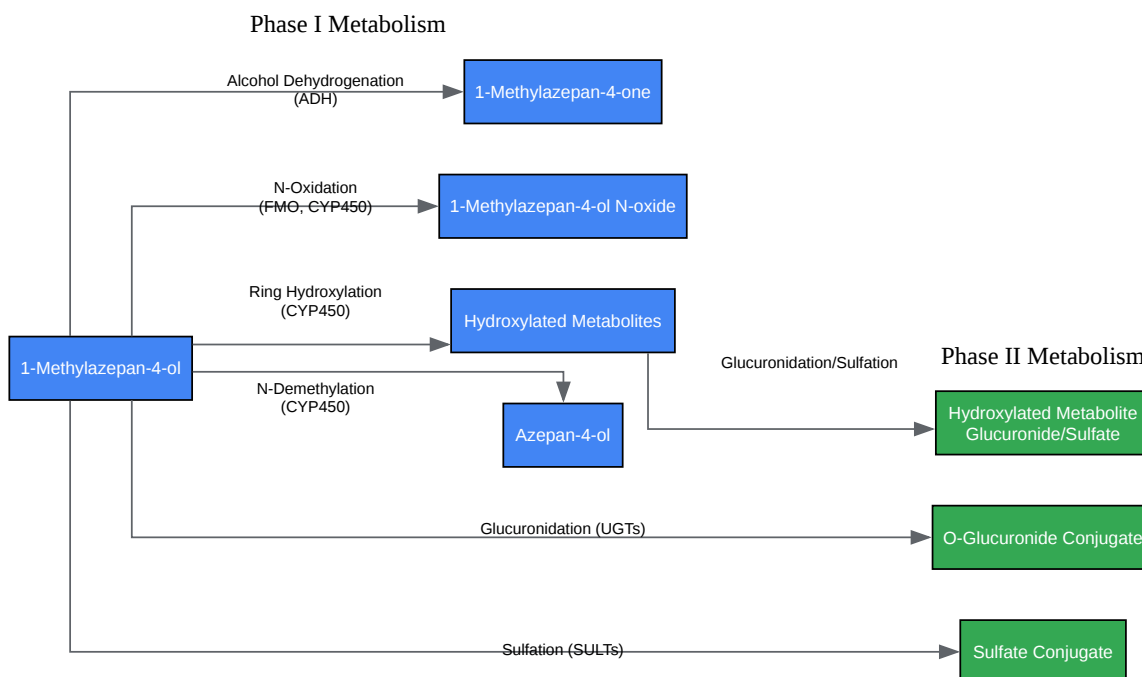 Phase I Metabolism
Alcohol Dehydrogenation
(ADH)
1-Methylazepan-4-one
N-Oxidation
(FMO, CYP450)
1-Methylazepan-4-ol N-oxide
Ring Hydroxylation
(CYP450)
Hydroxylated Metabolites
1-Methylazepan-4-ol
Glucuronidation/Sulfation
Phase II Metabolism
N-Demethylation
(CYP450)
Azepan-4-ol
Hydroxylated Metabolite
Glucuronide/Sulfate
Glucuronidation (UGTs)
O-Glucuronide Conjugate
Sulfation (SULTs)
Sulfate Conjugate